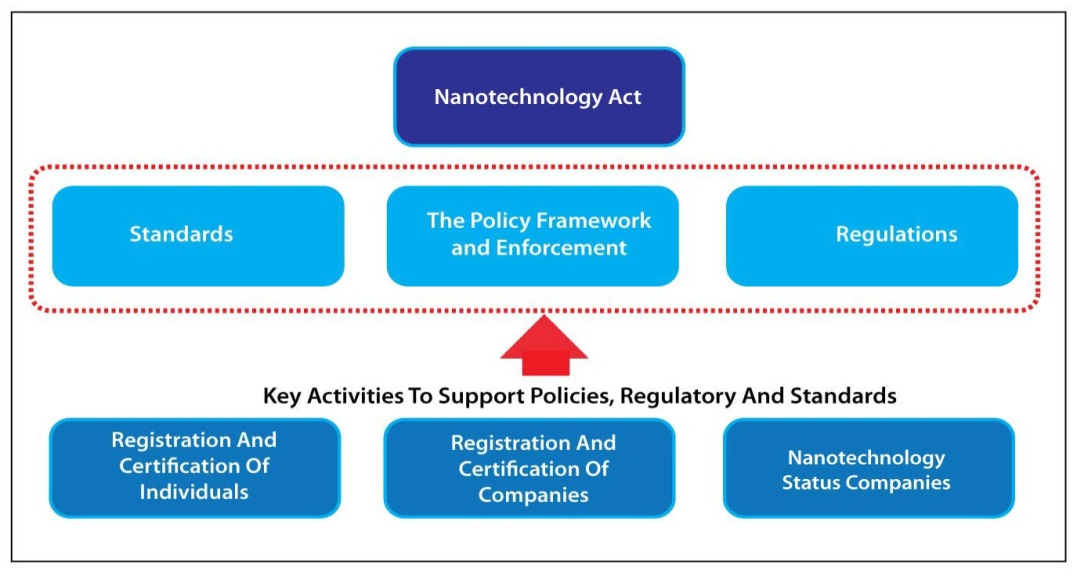 Nanotechnology Act
Standards
The Policy Framework
and Enforcement
Regulations
Key Activities To Support Policies, Regulatory And Standards
Registration And
Certification Of
Individuals
Registration And
Certification Of
Companies
Nanotechnology
Status Companies